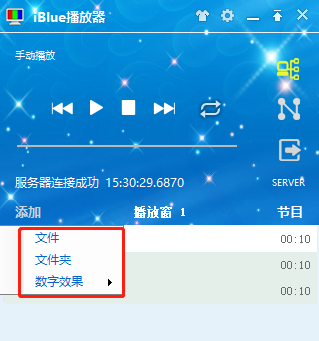 iBlue播放器
手动播放
服务器连接成功 15:30:29.6870
SERVER
添加 播放窗 1 节目
文件 00:10
文件夹 00:10
数字效果 00:10